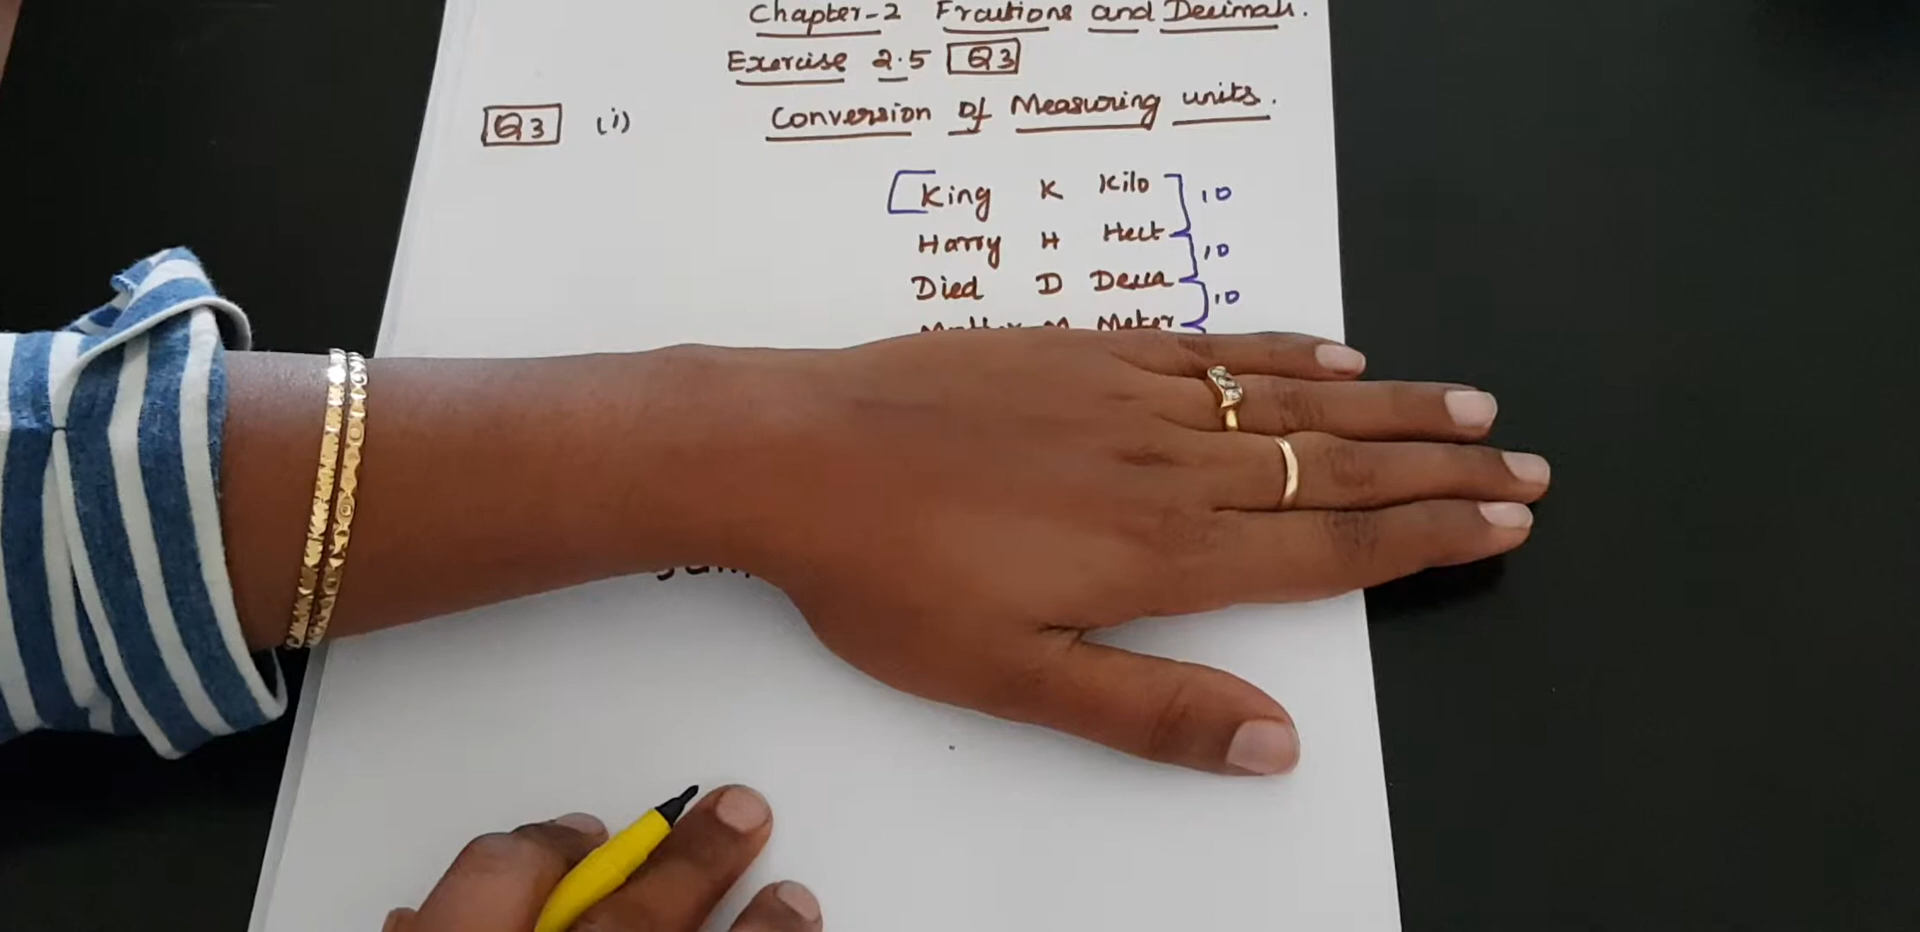 Chapter-2 Fractions and Decimals.
Exercise 2.5 Q3
Q3 (i) Conversion of Measuring units.
King K Kilo 10
Harry H Hect 10
Died D Deca 10
M Meter